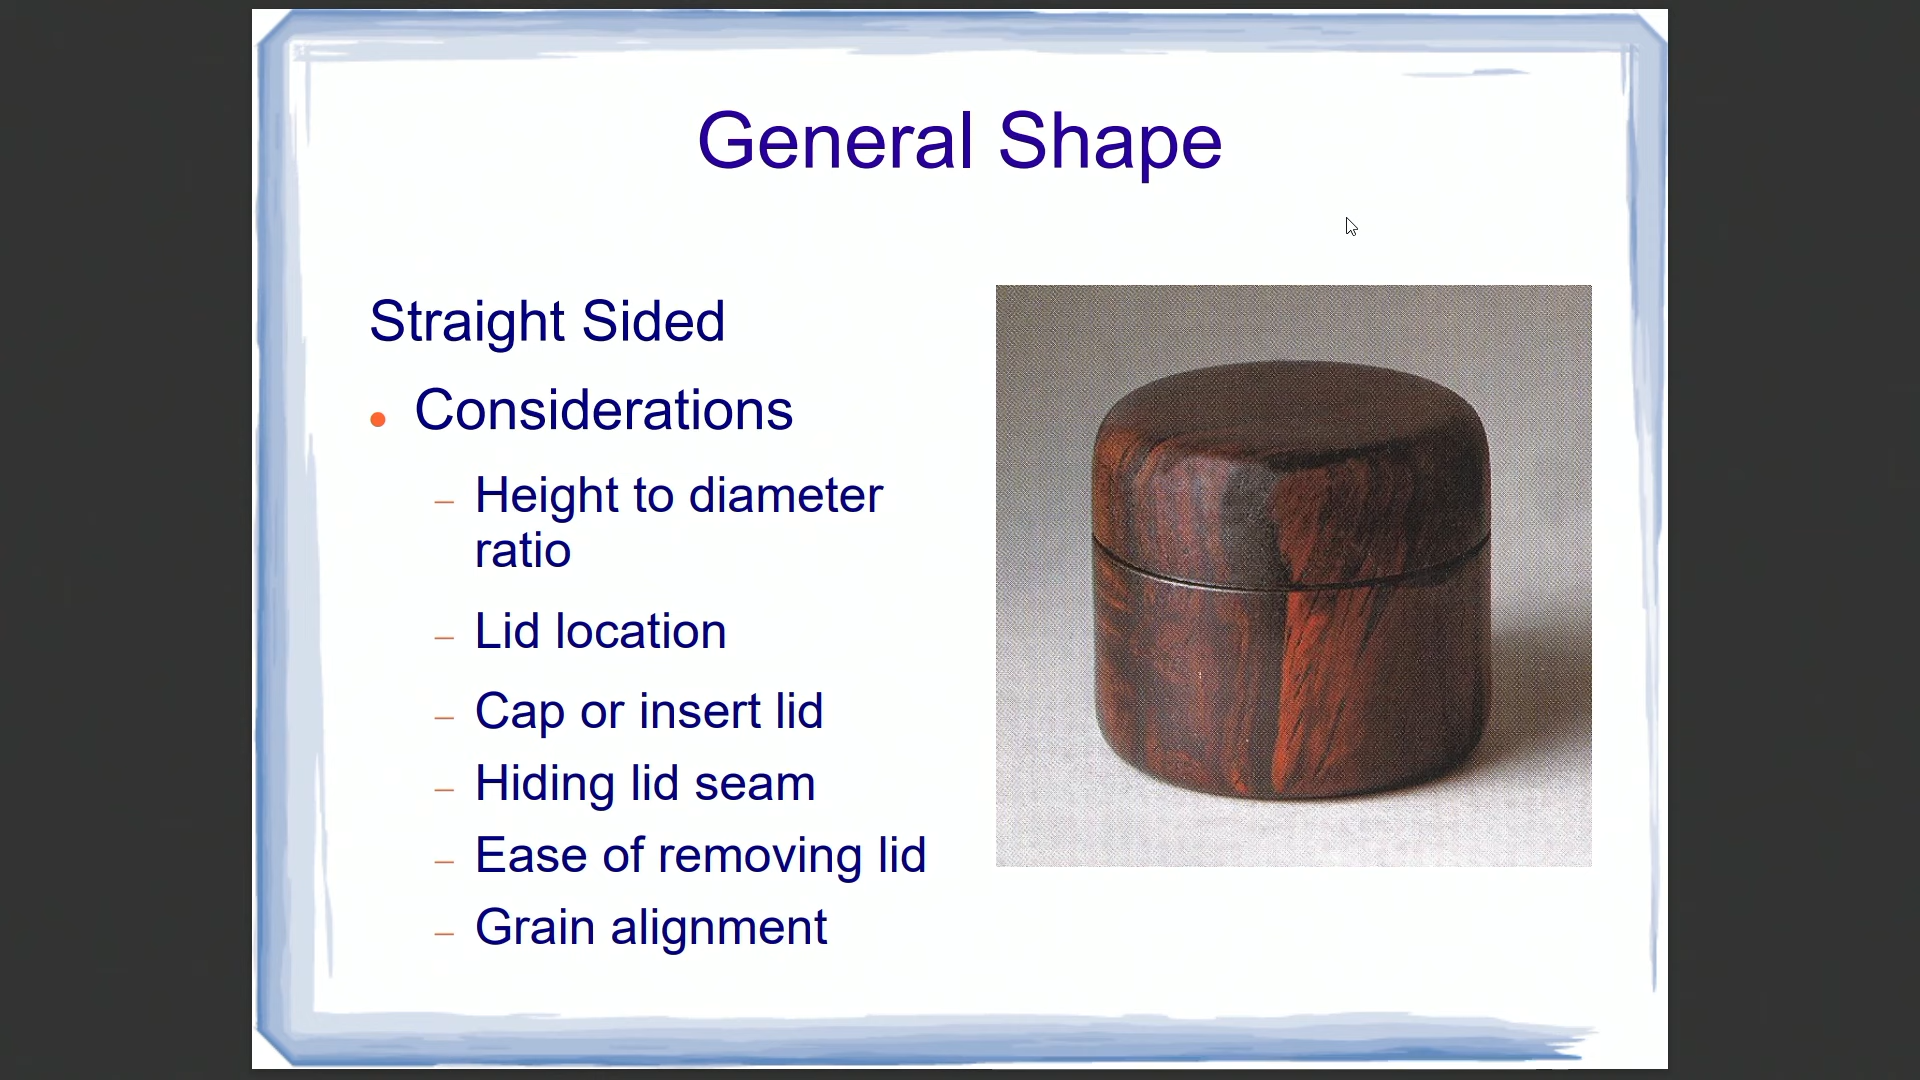 General Shape
Straight Sided
Considerations
– Height to diameter
ratio
– Lid location
– Cap or insert lid
– Hiding lid seam
– Ease of removing lid
– Grain alignment